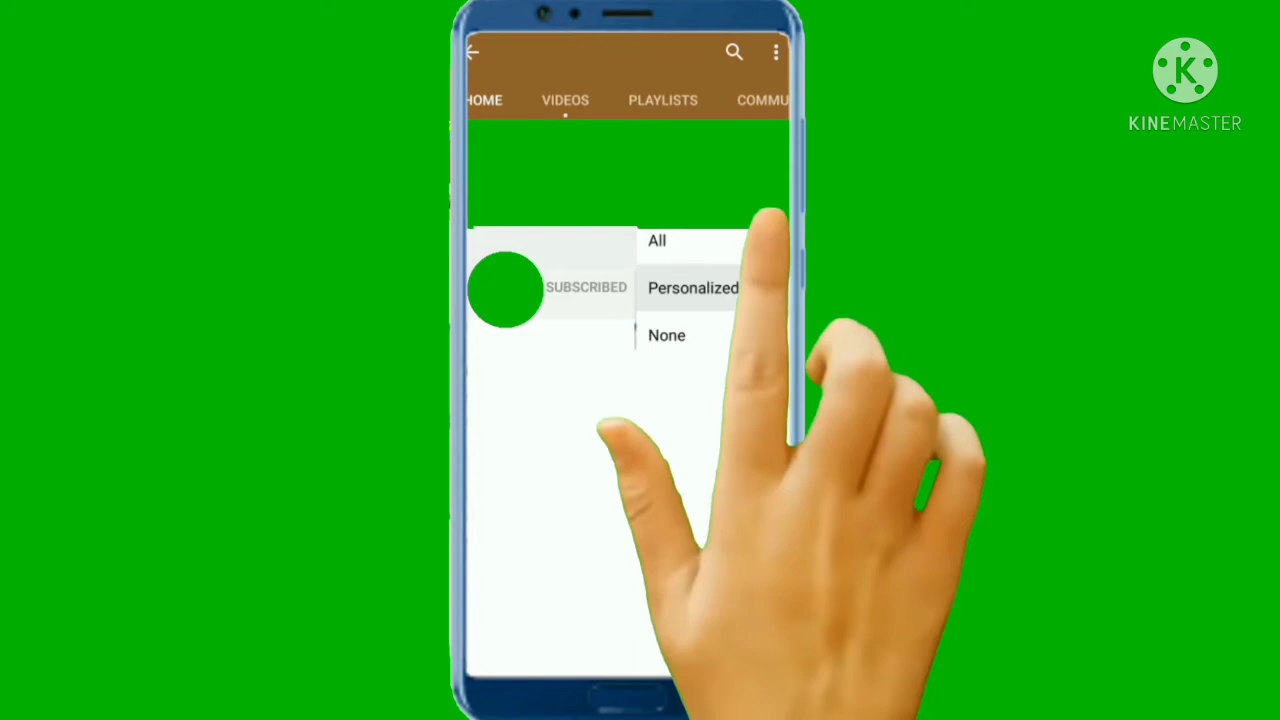 HOME VIDEOS PLAYLISTS COMMU
All
SUBSCRIBED Personalized
None
K
KINEMASTER